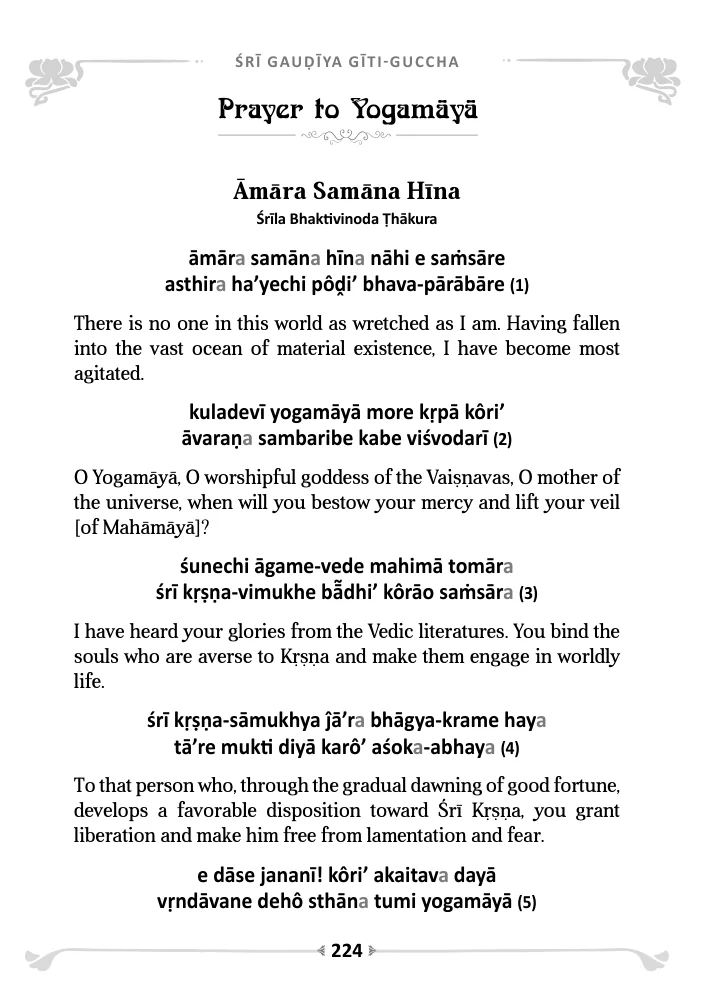 ŚRĪ GAUḌĪYA GĪTI-GUCCHA
Prayer to Yogamāyā
Āmāra Samāna Hīna
Śrīla Bhaktivinoda Ṭhākura
āmāra samāna hīna nāhi e saṁsāre
asthira ha’yechi pôḓi’ bhava-pārābāre (1)
There is no one in this world as wretched as I am. Having fallen
into the vast ocean of material existence, I have become most
agitated.
kuladevī yogamāyā more kṛpā kôri’
āvaraṇa sambaribe kabe viśvodarī (2)
O Yogamāyā, O worshipful goddess of the Vaiṣṇavas, O mother of
the universe, when will you bestow your mercy and lift your veil
[of Mahāmāyā]?
śunechi āgame-vede mahimā tomāra
śrī kṛṣṇa-vimukhe bā̃dhi’ kôrāo saṁsāra (3)
I have heard your glories from the Vedic literatures. You bind the
souls who are averse to Kṛṣṇa and make them engage in worldly
life.
śrī kṛṣṇa-sāmukhya ĵā’ra bhāgya-krame haya
tā’re mukti diyā karô’ aśoka-abhaya (4)
To that person who, through the gradual dawning of good fortune,
develops a favorable disposition toward Śrī Kṛṣṇa, you grant
liberation and make him free from lamentation and fear.
e dāse jananī! kôri’ akaitava dayā
vṛndāvane dehô sthāna tumi yogamāyā (5)
224